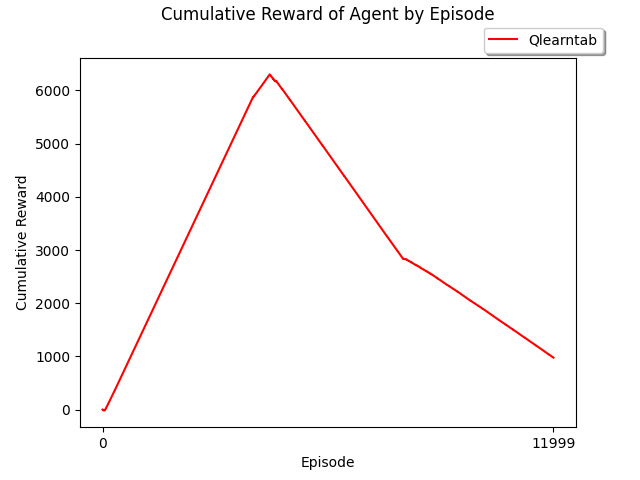 Cumulative Reward of Agent by Episode
Qlearntab
6000
5000
4000
3000
2000
1000
0
Cumulative Reward
0
11999
Episode